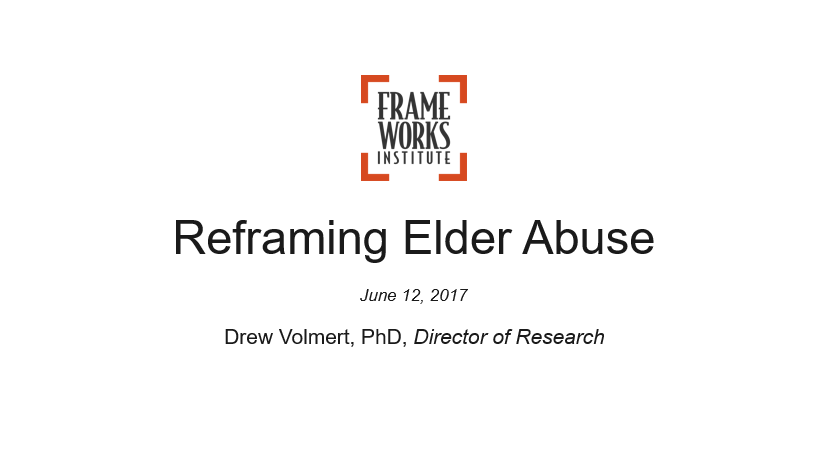 FRAME
WORKS
INSTITUTE
Reframing Elder Abuse
June 12, 2017
Drew Volmert, PhD, Director of Research